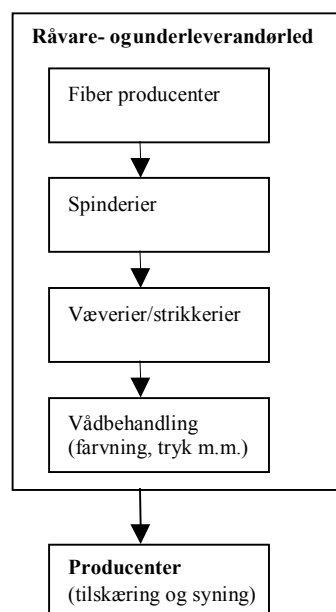 Råvare- ogunderleverandørled
Fiber producenter
Spinderier
Væverier/strikkerier
Vådbehandling
(farvning, tryk m.m.)
Producenter
(tilskæring og syning)